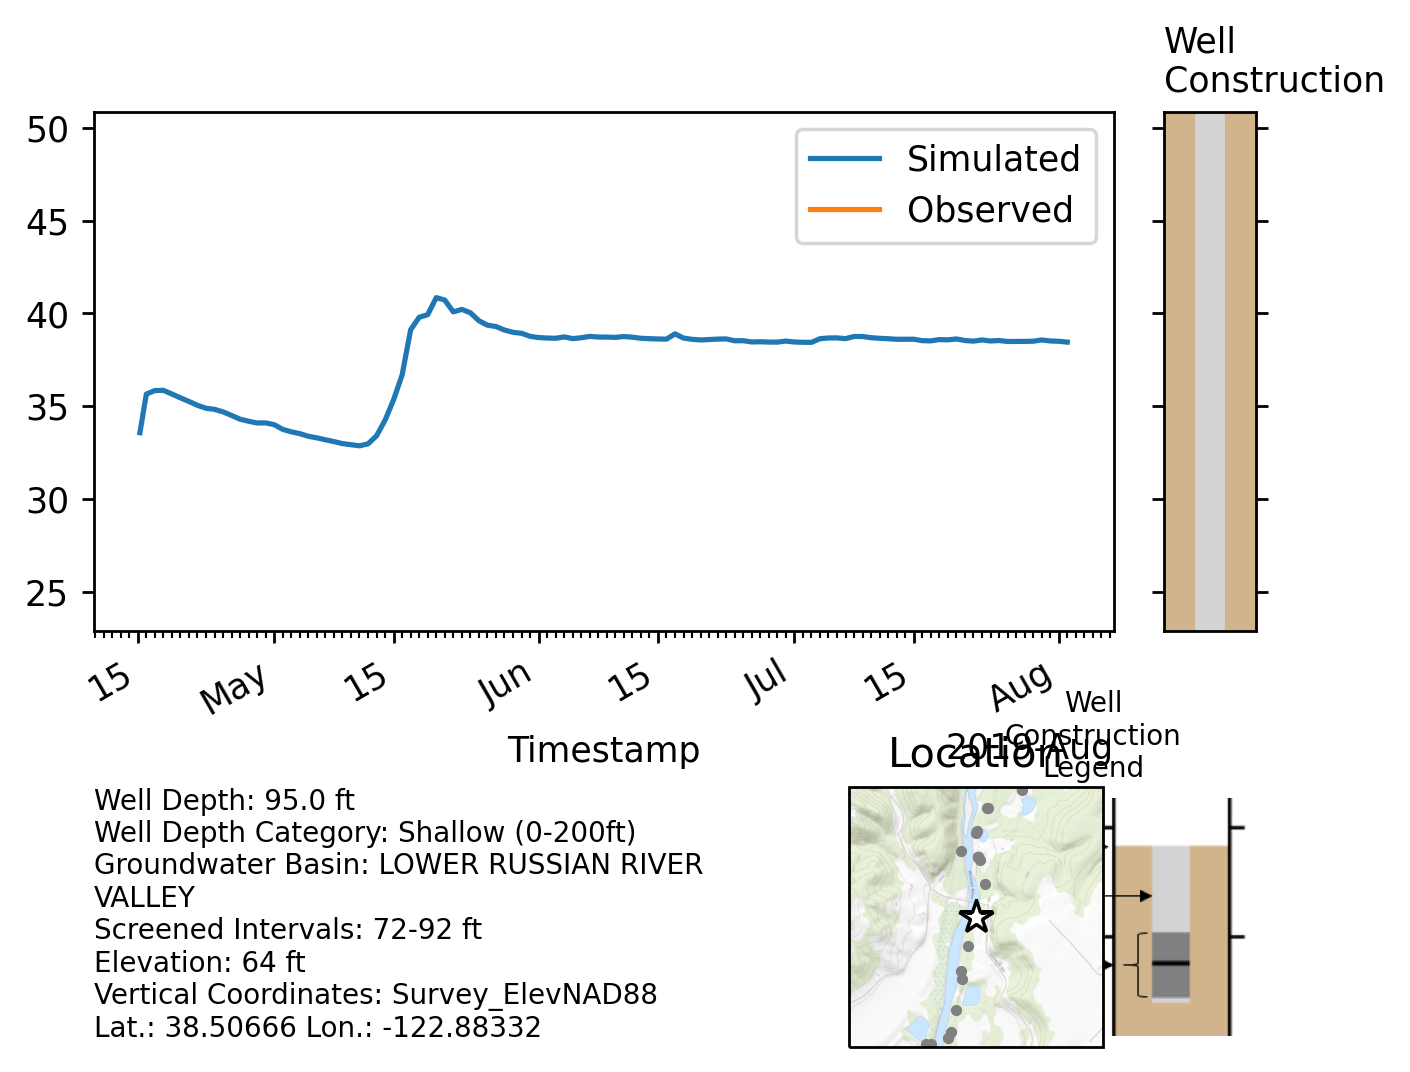 Well
Construction
50
45
40
35
30
25
Simulated
Observed
15
May
15
Jun
15
Jul
15
Aug
Timestamp
2019-Aug
Location
Well
Construction
Legend
Well Depth: 95.0 ft
Well Depth Category: Shallow (0-200ft)
Groundwater Basin: LOWER RUSSIAN RIVER
VALLEY
Screened Intervals: 72-92 ft
Elevation: 64 ft
Vertical Coordinates: Survey_ElevNAD88
Lat.: 38.50666 Lon.: -122.88332